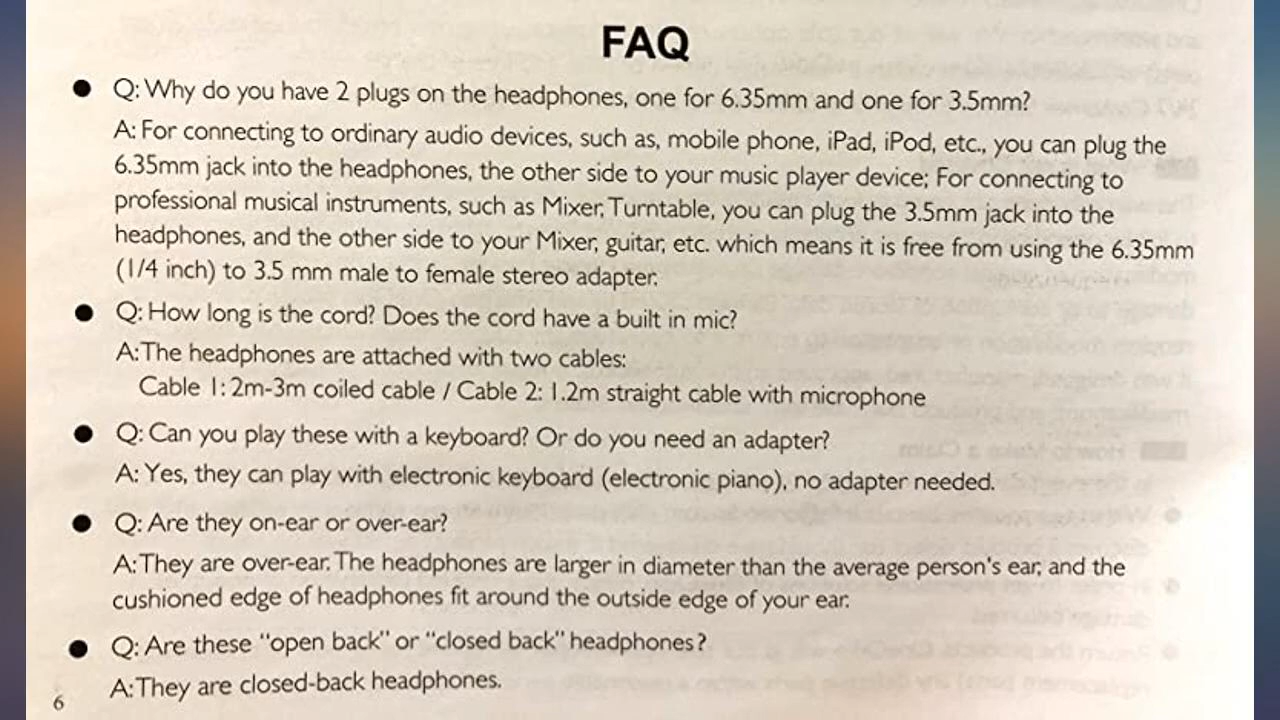 FAQ
● Q: Why do you have 2 plugs on the headphones, one for 6.35mm and one for 3.5mm?
A: For connecting to ordinary audio devices, such as, mobile phone, iPad, iPod, etc., you can plug the
6.35mm jack into the headphones, the other side to your music player device; For connecting to
professional musical instruments, such as Mixer, Turntable, you can plug the 3.5mm jack into the
headphones, and the other side to your Mixer, guitar, etc. which means it is free from using the 6.35mm
(1/4 inch) to 3.5 mm male to female stereo adapter.
● Q: How long is the cord? Does the cord have a built in mic?
A: The headphones are attached with two cables:
Cable 1: 2m-3m coiled cable / Cable 2: 1.2m straight cable with microphone
● Q: Can you play these with a keyboard? Or do you need an adapter?
A: Yes, they can play with electronic keyboard (electronic piano), no adapter needed.
● Q: Are they on-ear or over-ear?
A: They are over-ear. The headphones are larger in diameter than the average person's ear, and the
cushioned edge of headphones fit around the outside edge of your ear.
● Q: Are these "open back" or "closed back" headphones?
A: They are closed-back headphones.
6